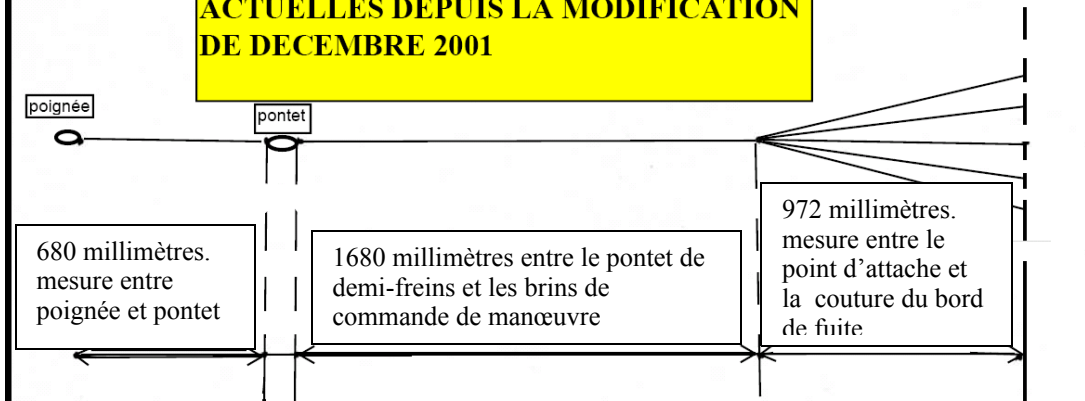 ACTUELLES DEPUIS LA MODIFICATION
DE DECEMBRE 2001
poignée
pontet
680 millimètres.
mesure entre
poignée et pontet
1680 millimètres entre le pontet de
demi-freins et les brins de
commande de manœuvre
972 millimètres.
mesure entre le
point d’attache et
la couture du bord
de fuite